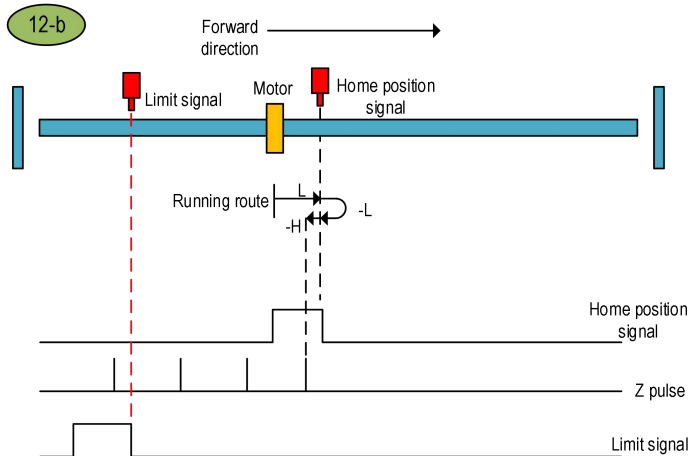 12-b
Forward
direction
Limit signal
Motor
Home position
signal
Running route
L
-L
-H
Home position
signal
Z pulse
Limit signal